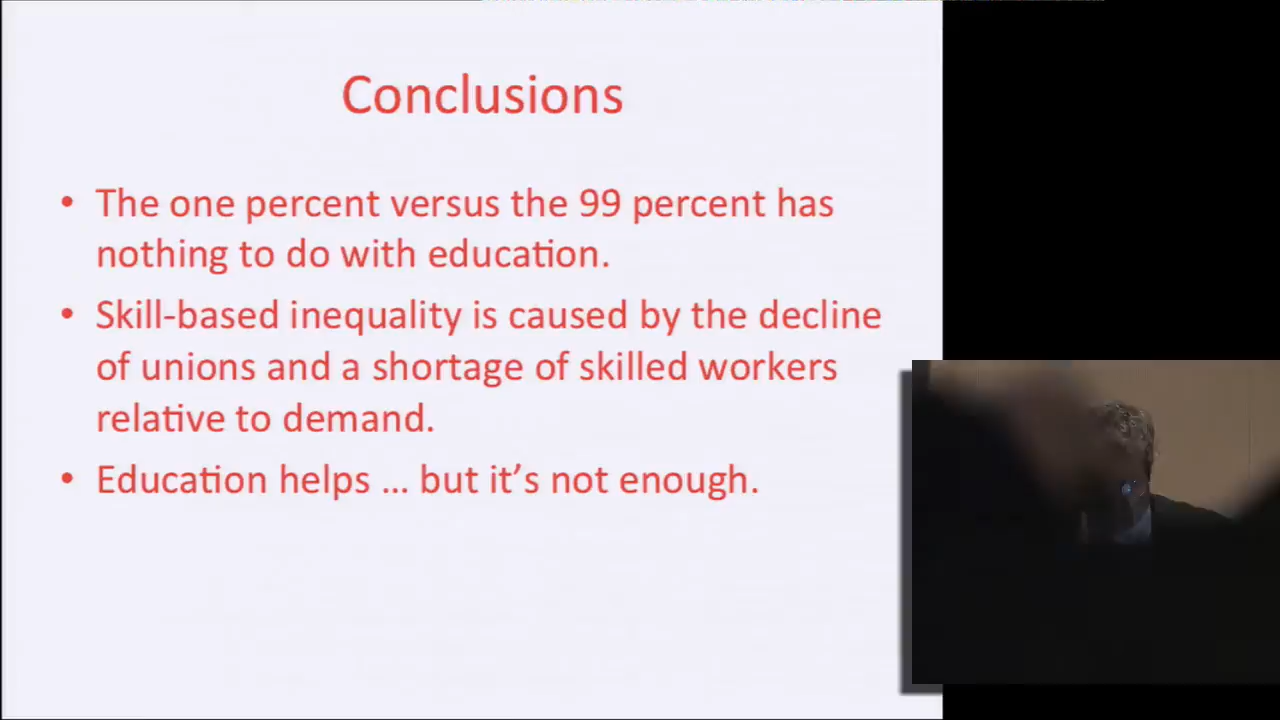 Conclusions
• The one percent versus the 99 percent has
nothing to do with education.
• Skill-based inequality is caused by the decline
of unions and a shortage of skilled workers
relative to demand.
• Education helps … but it’s not enough.